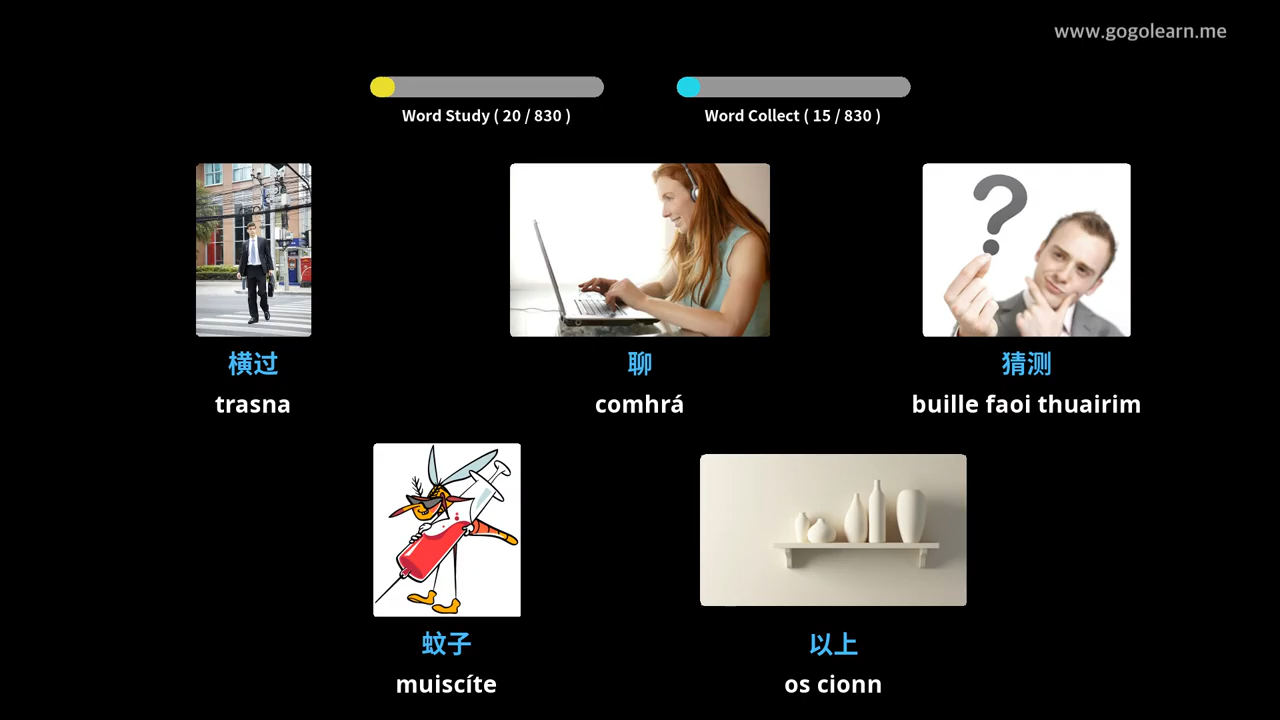 www.gogolearn.me
Word Study ( 20 / 830 )
Word Collect ( 15 / 830 )
横过
trasna
聊
comhrá
猜测
buille faoi thuairim
蚊子
muiscíte
以上
os cionn